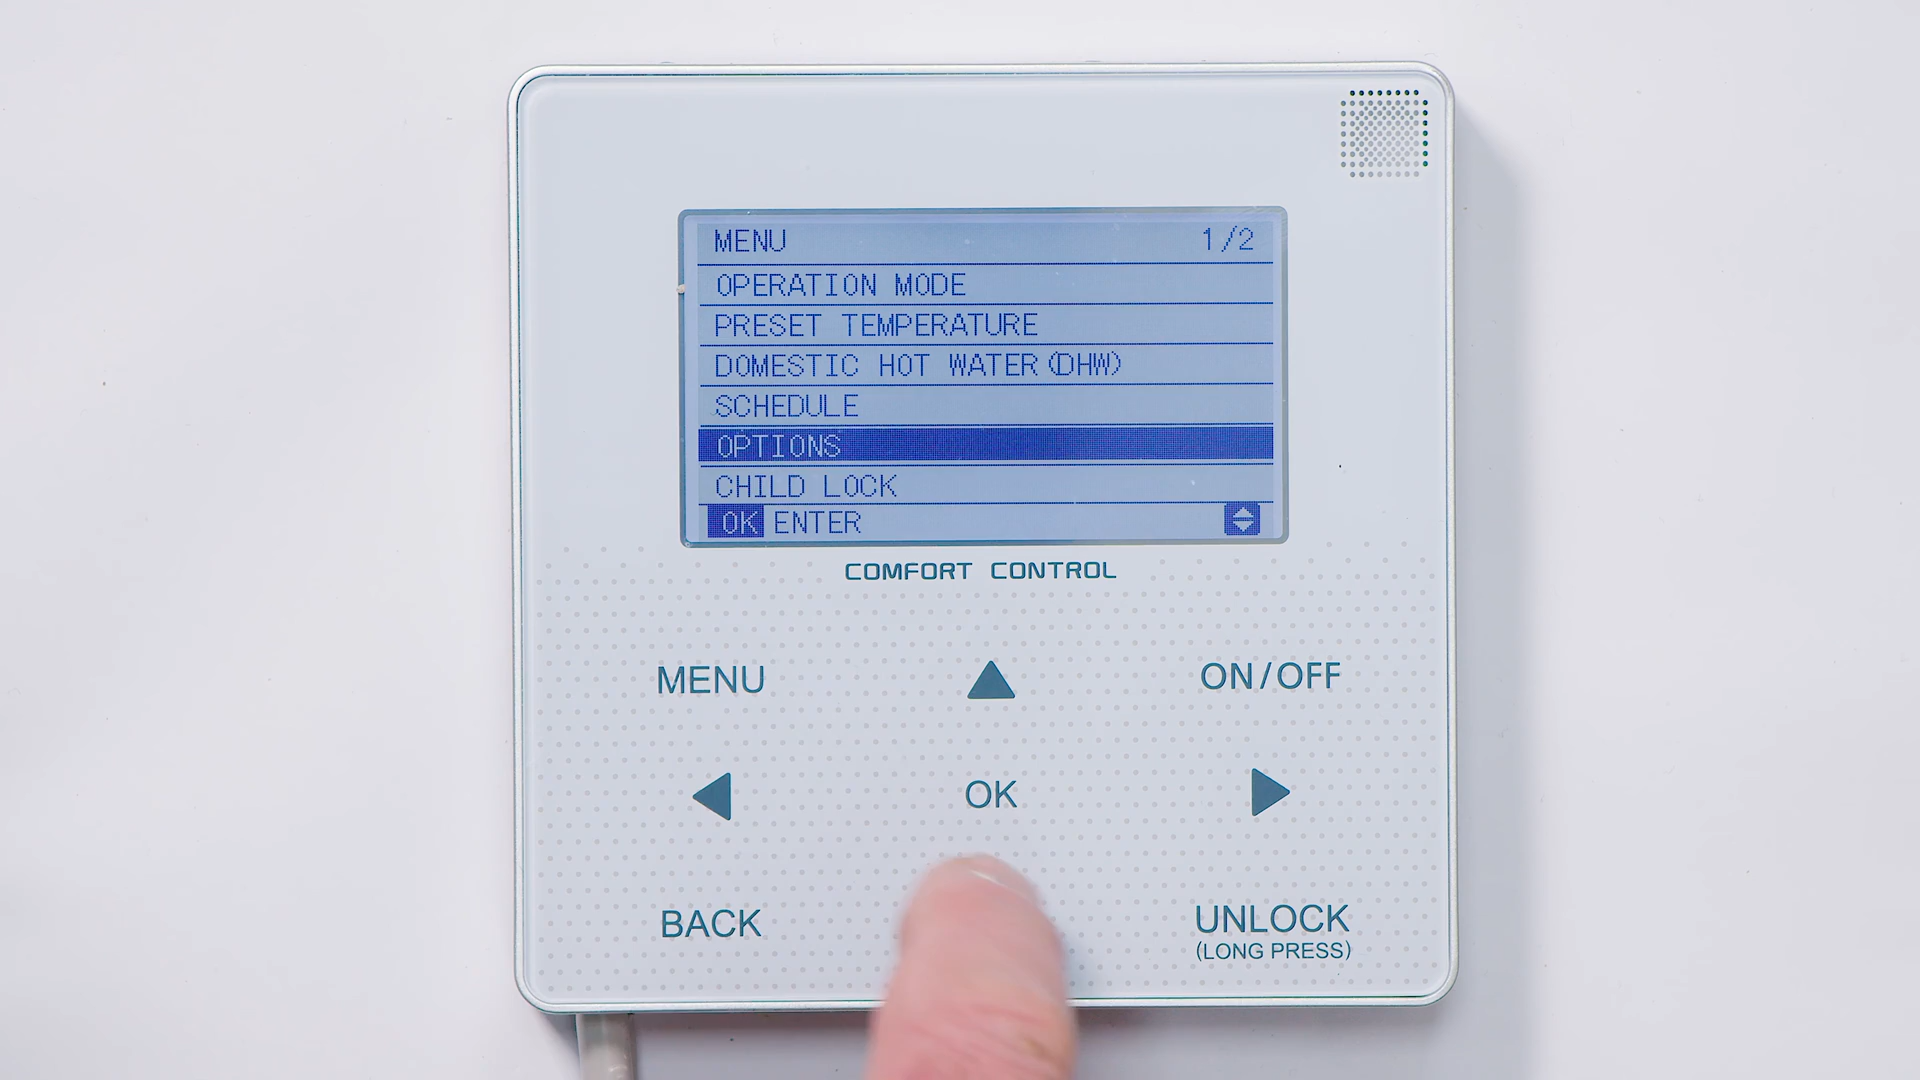 MENU 1/2
OPERATION MODE
PRESET TEMPERATURE
DOMESTIC HOT WATER(DHW)
SCHEDULE
OPTIONS
CHILD LOCK
OK ENTER
COMFORT CONTROL
MENU ON/OFF
OK
BACK UNLOCK
(LONG PRESS)